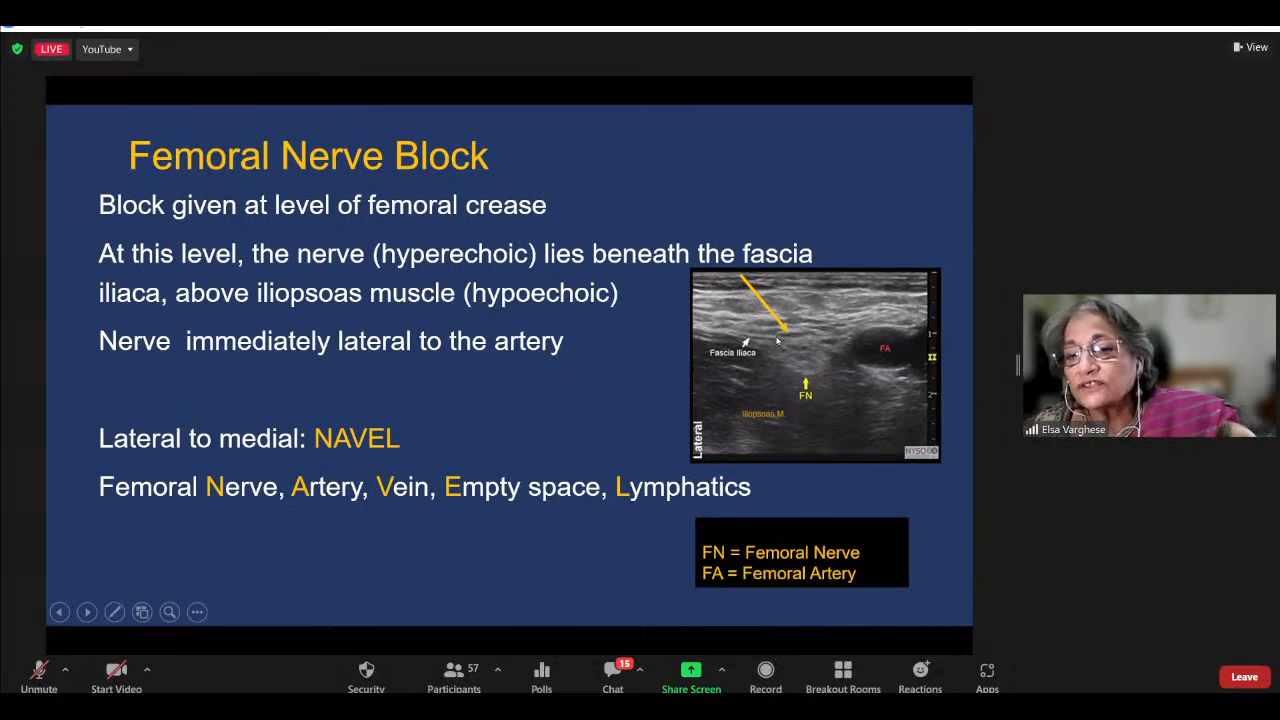 LIVE
YouTube
View
Femoral Nerve Block
Block given at level of femoral crease
At this level, the nerve (hyperechoic) lies beneath the fascia
iliaca, above iliopsoas muscle (hypoechoic)
Nerve immediately lateral to the artery
Fascia Iliaca
FA
FN
Iliopsoas M.
Lateral
1
2
NYSORA
Lateral to medial: NAVEL
Femoral Nerve, Artery, Vein, Empty space, Lymphatics
FN = Femoral Nerve
FA = Femoral Artery
Elsa Varghese
Unmute
Start Video
Security
57
Participants
Polls
15
Chat
Share Screen
Record
Breakout Rooms
Reactions
Apps
Leave